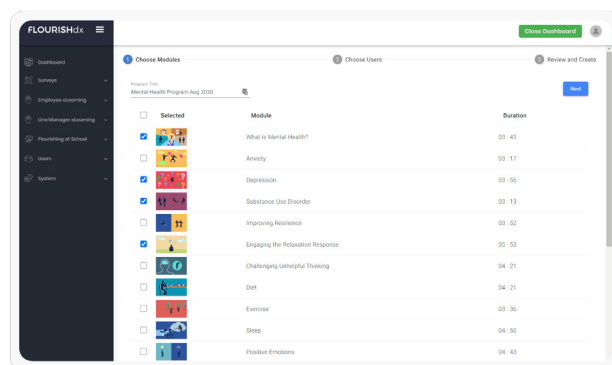 FLOURISHdx
Close Dashboard
Dashboard
Surveys
Employee eLearning
Line Manager eLearning
Flourishing at School
Users
System
1 Choose Modules
2 Choose Users
3 Review and Create
Program Title
Mental Health Program Aug 2020
Next
Selected Module Duration
What is Mental Health? 03 : 43
Anxiety 03 : 17
Depression 03 : 56
Substance Use Disorder 03 : 13
Improving Resilience 03 : 52
Engaging the Relaxation Response 05 : 53
Challenging Unhelpful Thinking 04 : 21
Diet 04 : 21
Exercise 03 : 36
Sleep 04 : 50
Positive Emotions 04 : 43